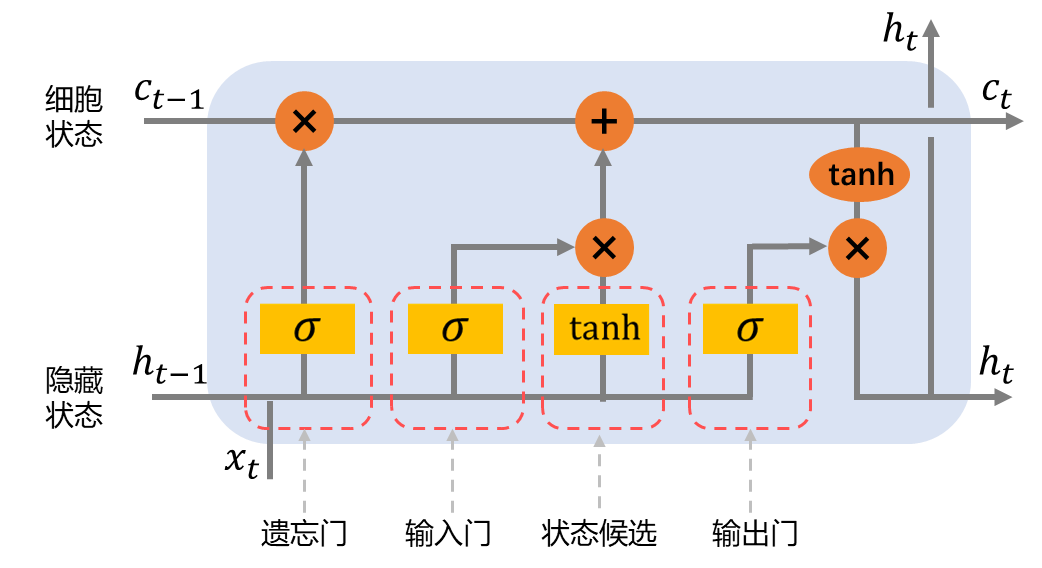 h_t
细胞
状态
c_{t-1}
c_t
×
+
tanh
×
×
σ
σ
tanh
σ
隐藏
状态
h_{t-1}
h_t
x_t
遗忘门
输入门
状态候选
输出门